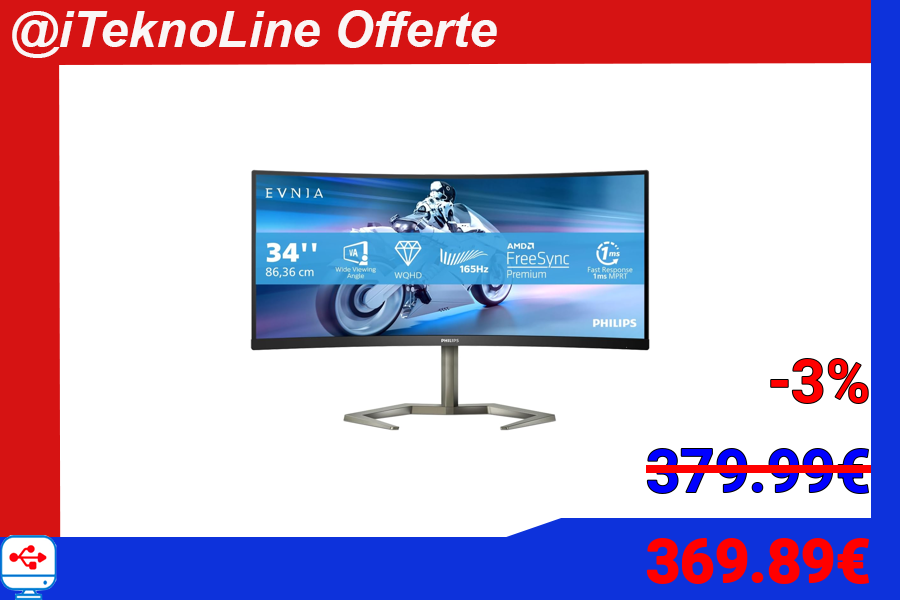 @iTeknoLine Offerte
EVNIA
34''
86,36 cm
VA
Wide Viewing
Angle
WQHD
165Hz
AMD
FreeSync
Premium
1ms
Fast Response
1ms MPRT
PHILIPS
PHILIPS
-3%
379.99€
369.89€